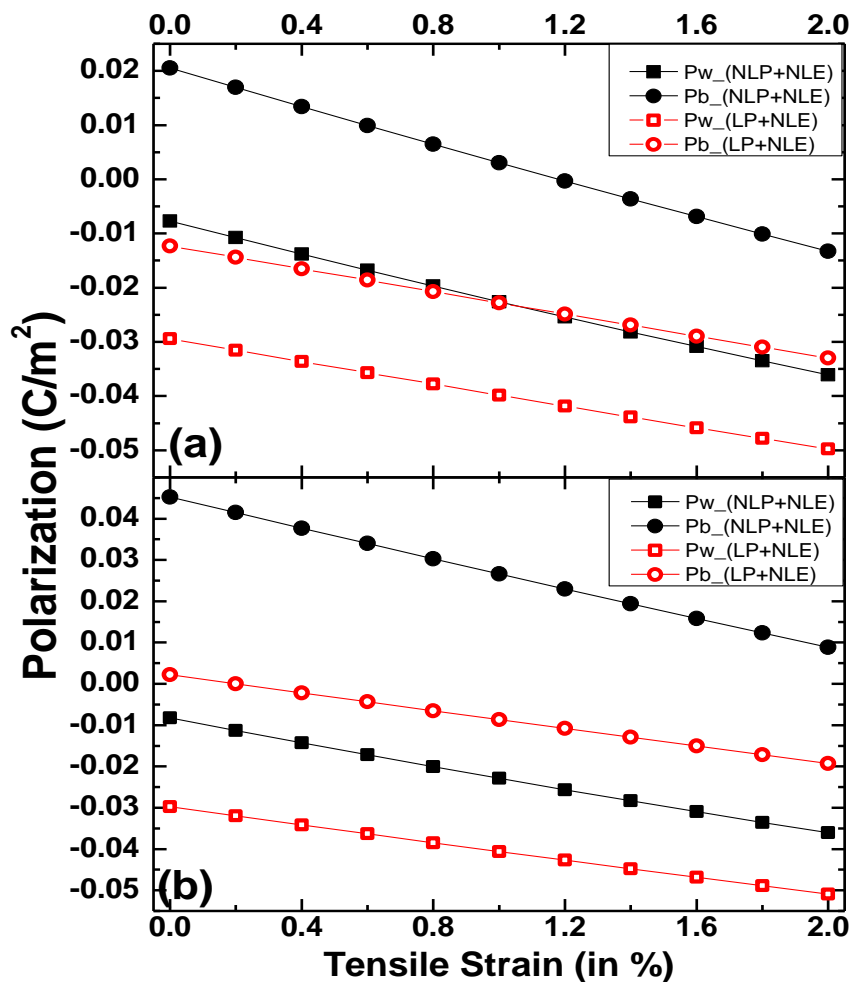 0.0 0.4 0.8 1.2 1.6 2.0
0.02
0.01
0.00
-0.01
-0.02
-0.03
-0.04
-0.05
Pw_(NLP+NLE)
Pb_(NLP+NLE)
Pw_(LP+NLE)
Pb_(LP+NLE)
(a)
Polarization (C/m²)
0.04
0.03
0.02
0.01
0.00
-0.01
-0.02
-0.03
-0.04
-0.05
Pw_(NLP+NLE)
Pb_(NLP+NLE)
Pw_(LP+NLE)
Pb_(LP+NLE)
(b)
0.0 0.4 0.8 1.2 1.6 2.0
Tensile Strain (in %)